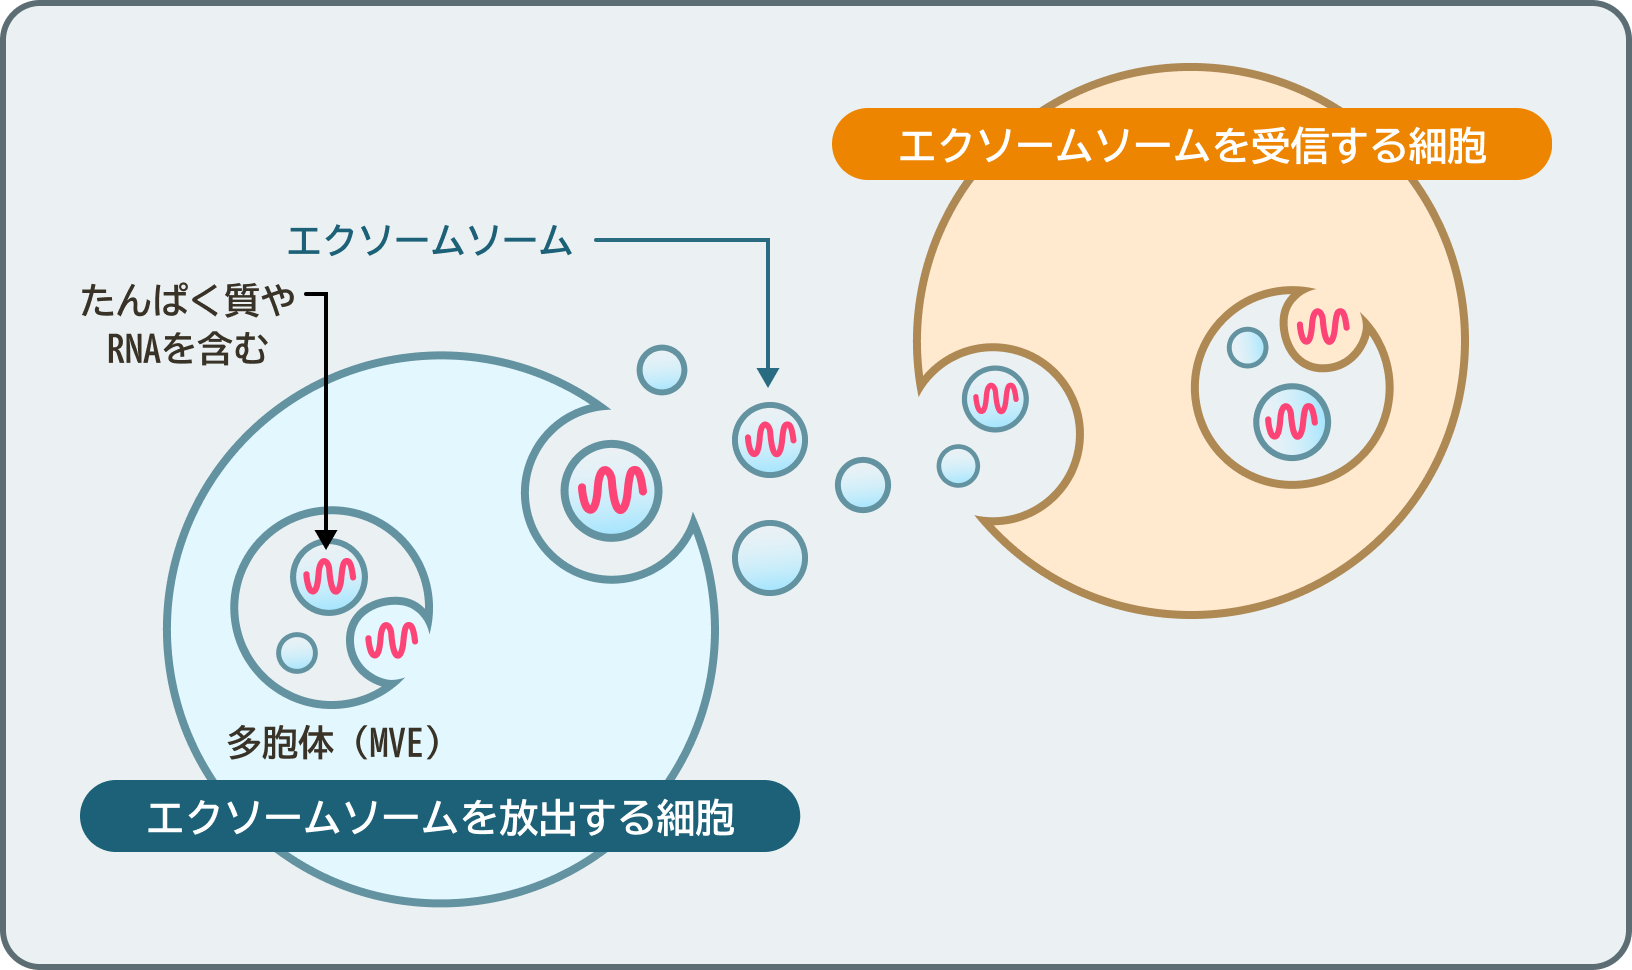 エクソームソームを受信する細胞
エクソームソーム
たんぱく質や
RNAを含む
多胞体（MVE）
エクソームソームを放出する細胞